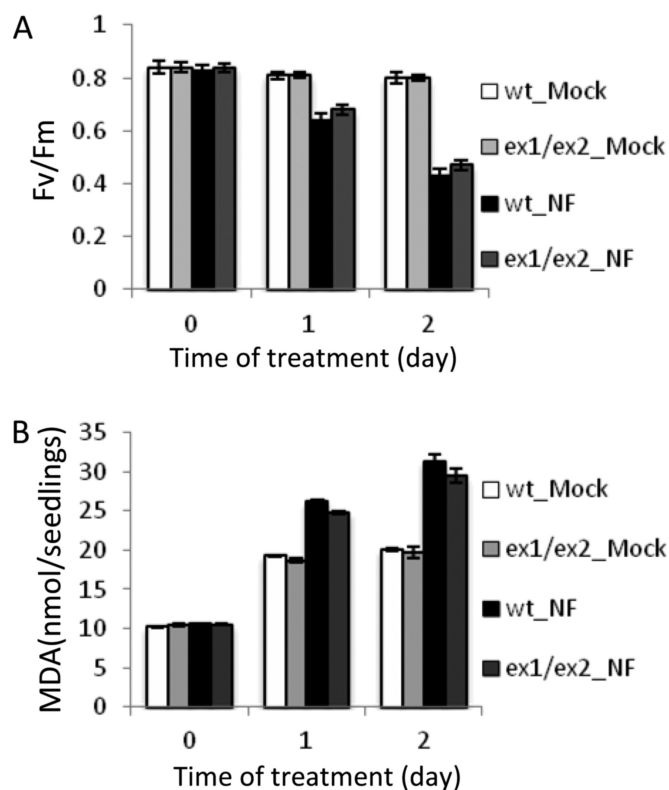 A
1
0.8
0.6
0.4
0.2
0
Fv/Fm
wt_Mock
ex1/ex2_Mock
wt_NF
ex1/ex2_NF
0 1 2
Time of treatment (day)
B
35
30
25
20
15
10
5
0
MDA(nmol/seedlings)
wt_Mock
ex1/ex2_Mock
wt_NF
ex1/ex2_NF
0 1 2
Time of treatment (day)